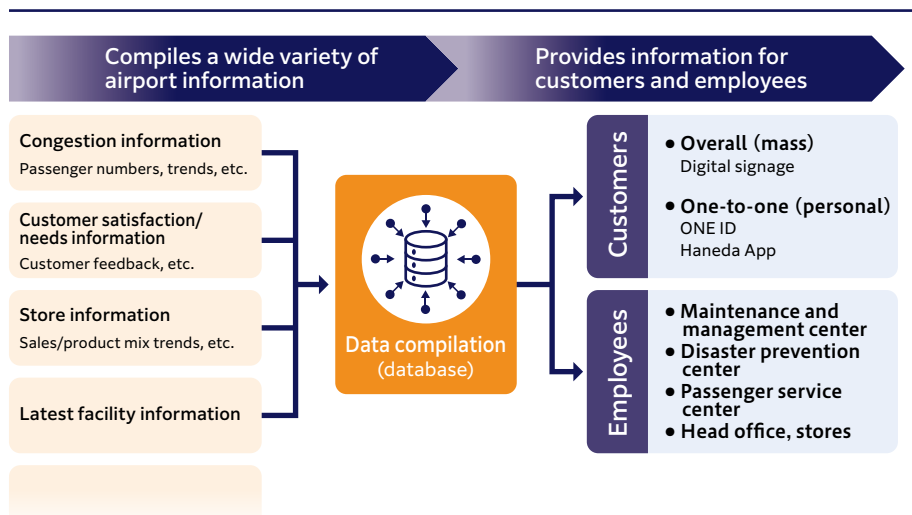 Compiles a wide variety of
airport information
Provides information for
customers and employees
Congestion information
Passenger numbers, trends, etc.
Customer satisfaction/
needs information
Customer feedback, etc.
Store information
Sales/product mix trends, etc.
Latest facility information
Data compilation
(database)
Customers
● Overall (mass)
Digital signage
● One-to-one (personal)
ONE ID
Haneda App
Employees
● Maintenance and
management center
● Disaster prevention
center
● Passenger service
center
● Head office, stores